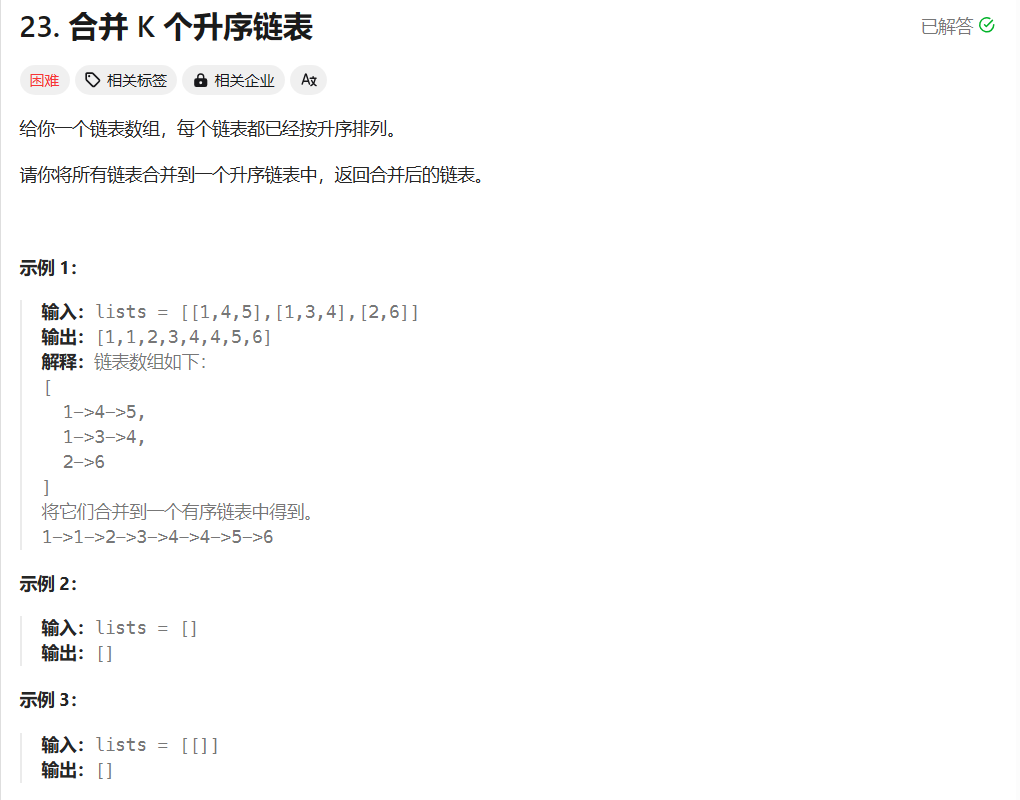 23. 合并 K 个升序链表
已解答
困难 相关标签 相关企业
给你一个链表数组，每个链表都已经按升序排列。
请你将所有链表合并到一个升序链表中，返回合并后的链表。
示例 1：
输入：lists = [[1,4,5],[1,3,4],[2,6]]
输出：[1,1,2,3,4,4,5,6]
解释：链表数组如下：
[
  1->4->5,
  1->3->4,
  2->6
]
将它们合并到一个有序链表中得到。
1->1->2->3->4->4->5->6
示例 2：
输入：lists = []
输出：[]
示例 3：
输入：lists = [[]]
输出：[]